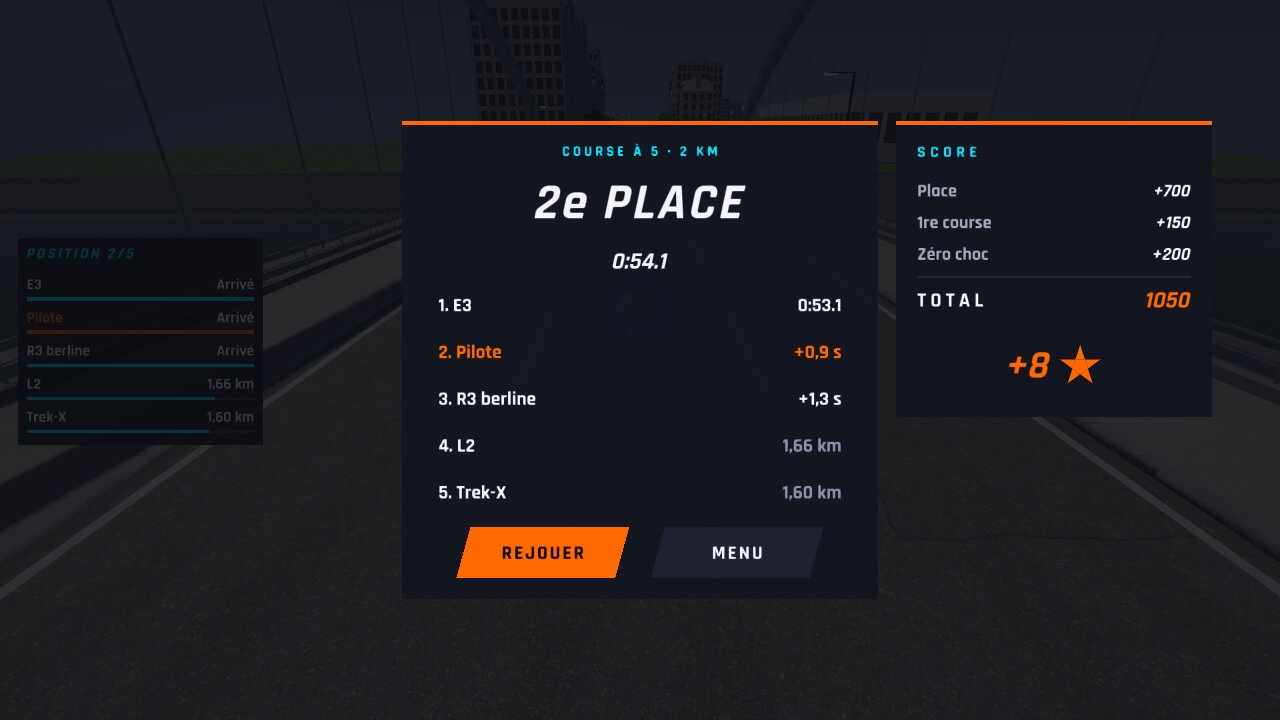 COURSE À 5 · 2 KM
2e PLACE
0:54.1
1. E3 0:53.1
2. Pilote +0,9 s
3. R3 berline +1,3 s
4. L2 1,66 km
5. Trek-X 1,60 km
REJOUER MENU
SCORE
Place +700
1re course +150
Zéro choc +200
TOTAL 1050
+8
POSITION 2/5
E3 Arrivé
Pilote Arrivé
R3 berline Arrivé
L2 1,66 km
Trek-X 1,60 km